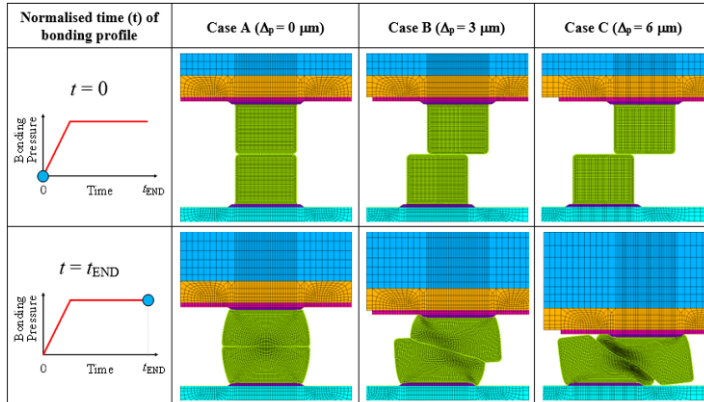 Normalised time (t) of
bonding profile
Case A (Δp = 0 µm)
Case B (Δp = 3 µm)
Case C (Δp = 6 µm)
t = 0
Bonding
Pressure
0
Time
tEND
t = tEND
Bonding
Pressure
0
Time
tEND